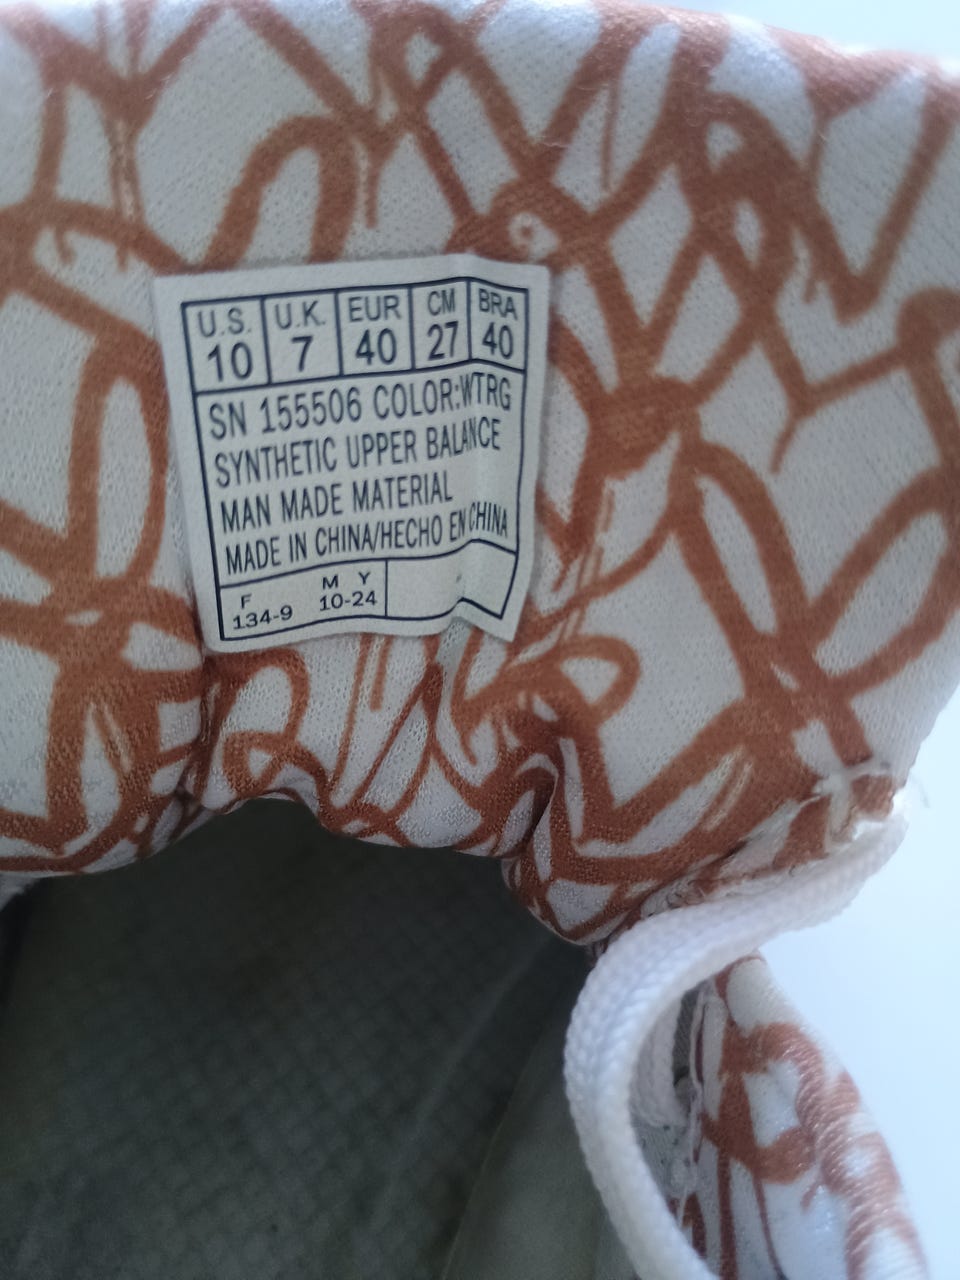 U.S. U.K. EUR CM BRA
10 7 40 27 40
SN 155506 COLOR:WTRG
SYNTHETIC UPPER BALANCE
MAN MADE MATERIAL
MADE IN CHINA/HECHO EN CHINA
F M Y
134-9 10-24